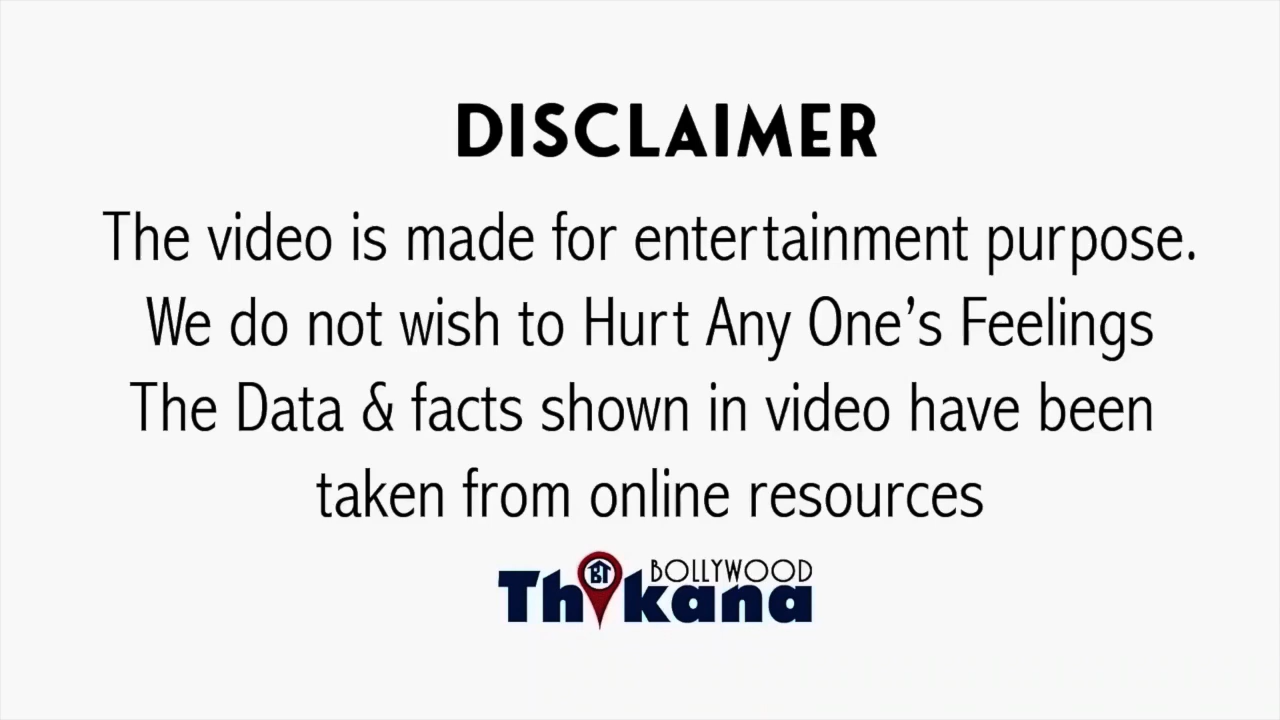 DISCLAIMER
The video is made for entertainment purpose.
We do not wish to Hurt Any One's Feelings
The Data & facts shown in video have been
taken from online resources
BOLLYWOOD
BT
Thikana